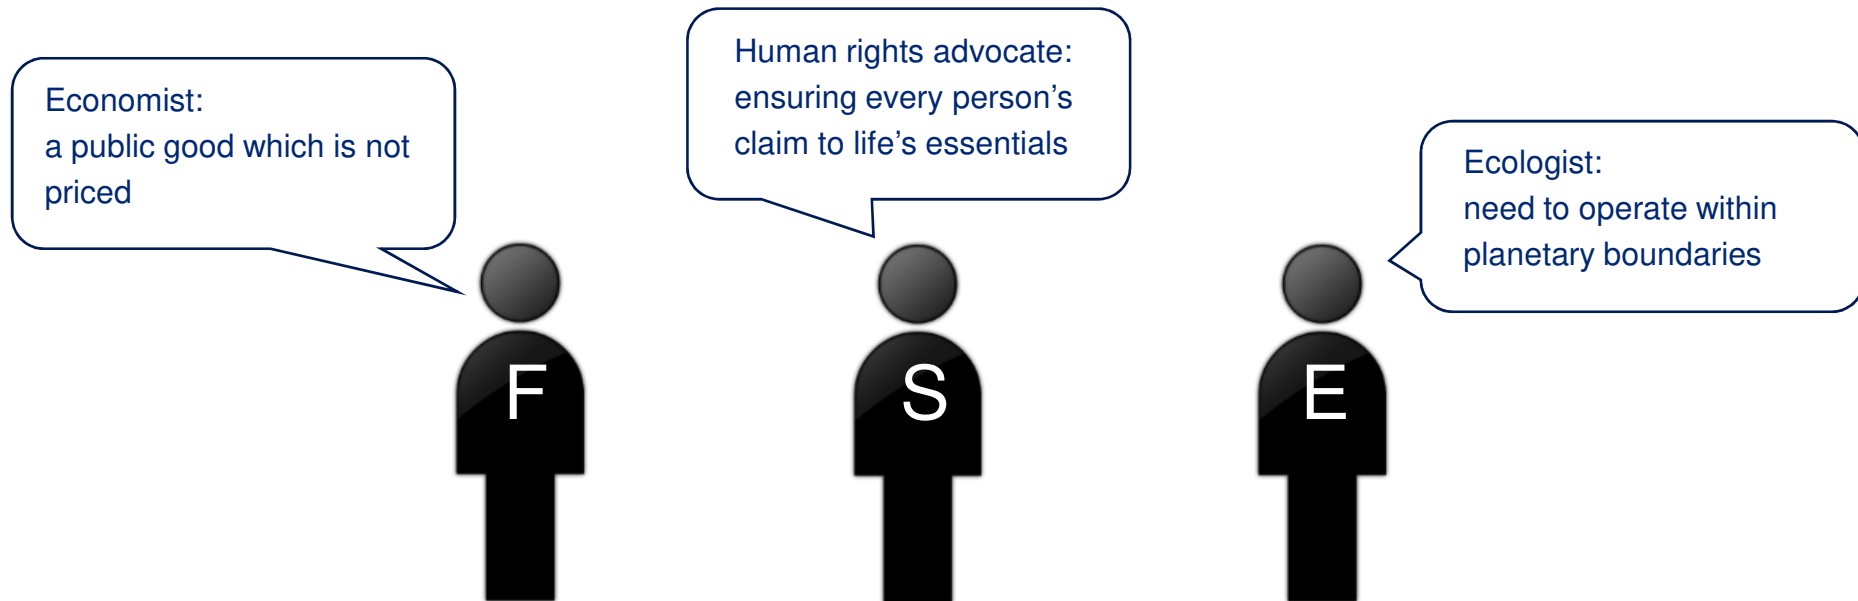 Economist:
a public good which is not
priced
Human rights advocate:
ensuring every person’s
claim to life’s essentials
Ecologist:
need to operate within
planetary boundaries
F
S
E